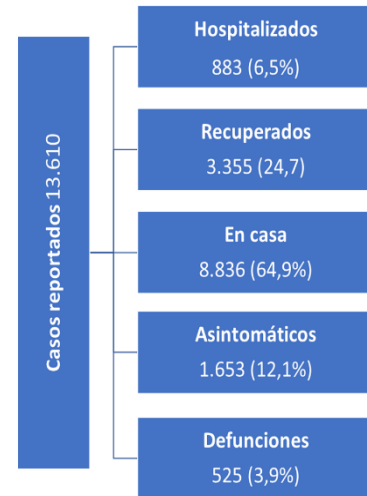 Casos reportados 13.610
Hospitalizados
883 (6,5%)
Recuperados
3.355 (24,7)
En casa
8.836 (64,9%)
Asintomáticos
1.653 (12,1%)
Defunciones
525 (3,9%)